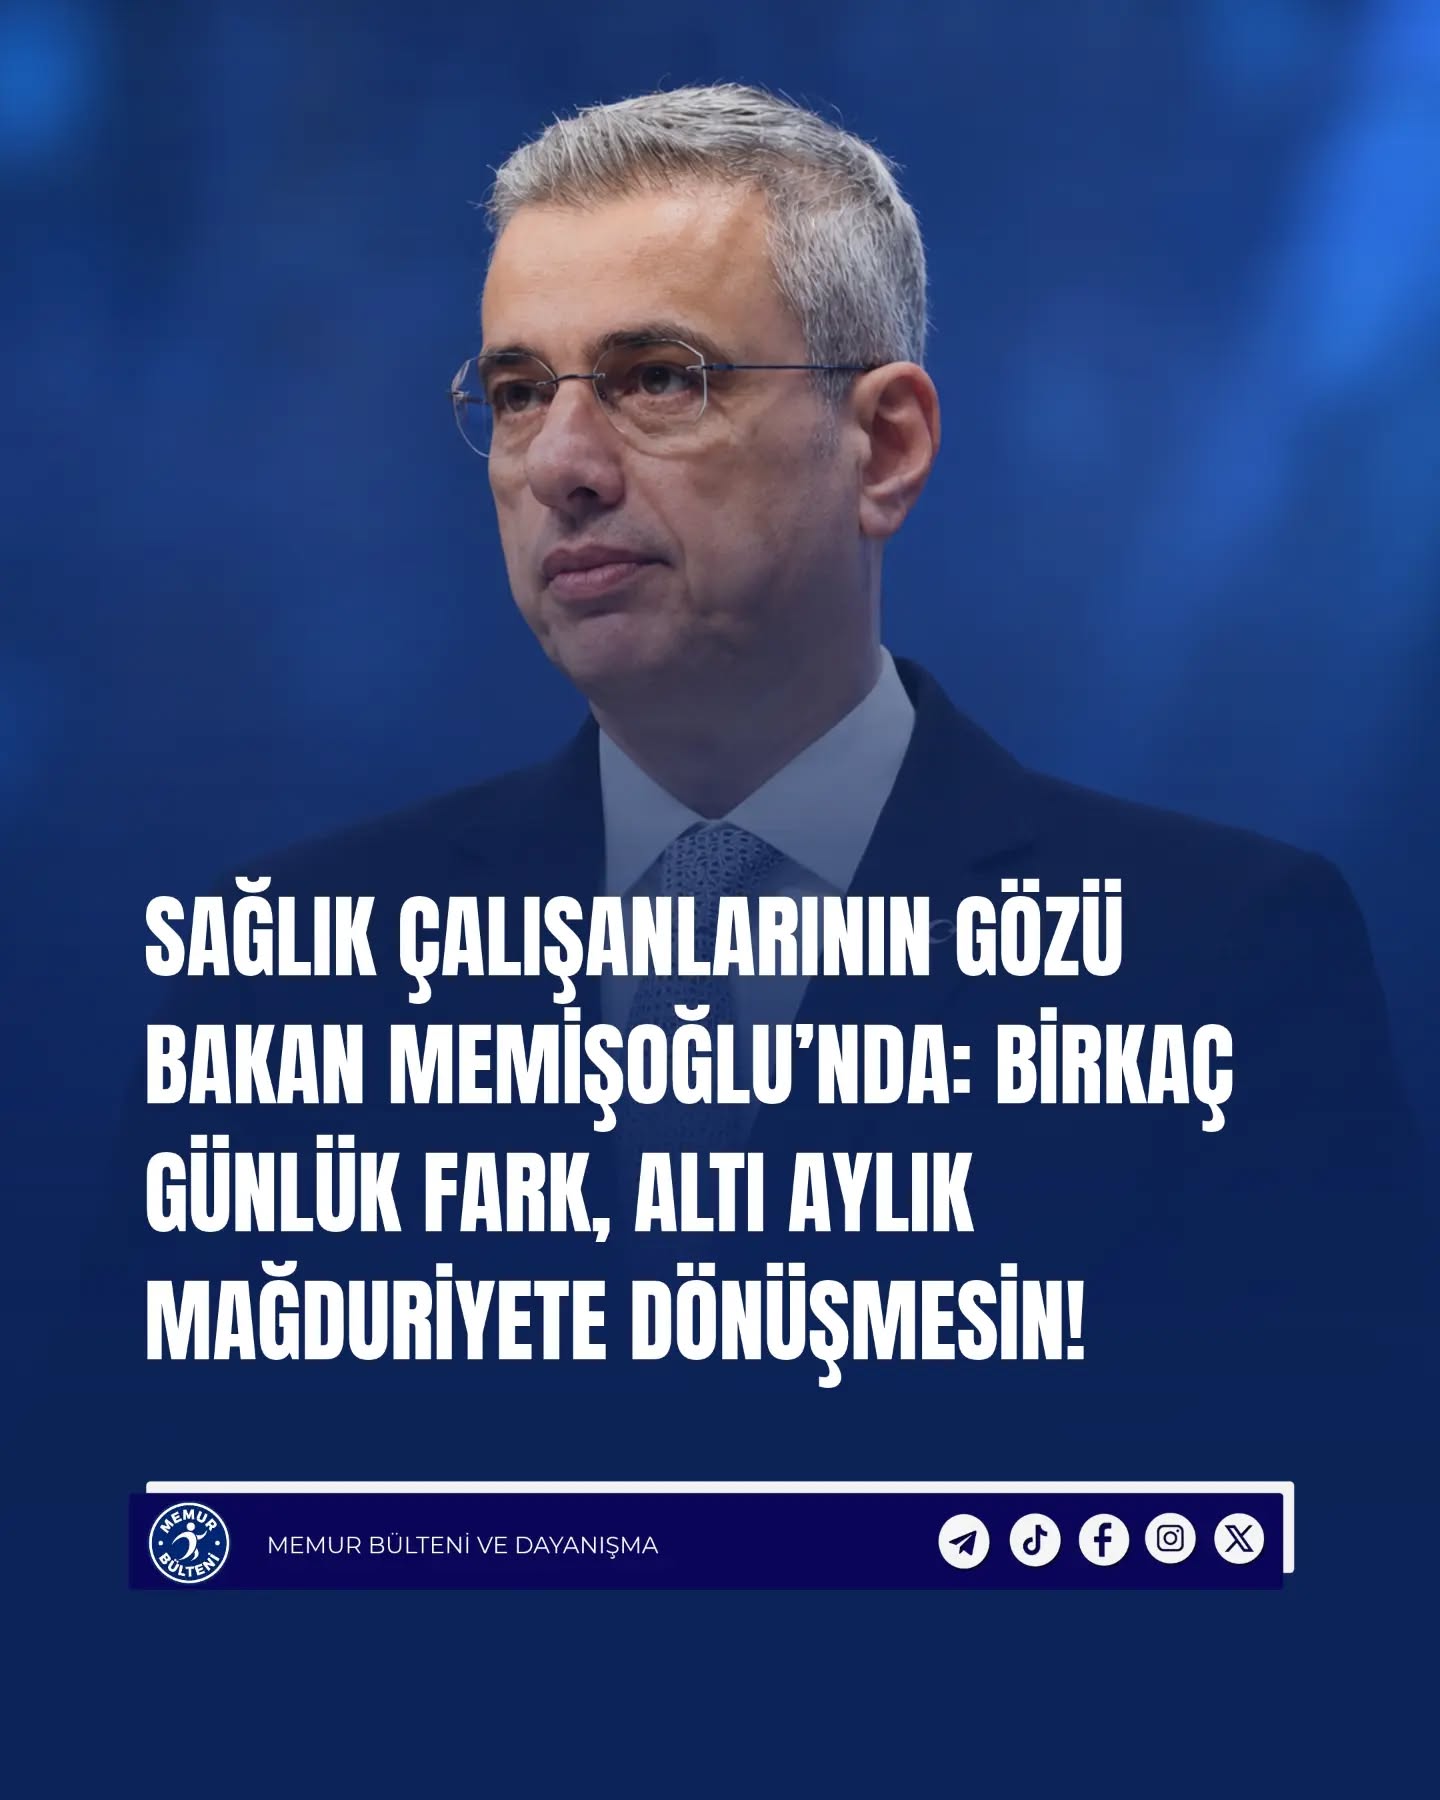 SAĞLIK ÇALIŞANLARININ GÖZÜ
BAKAN MEMİŞOĞLU’NDA: BİRKAÇ
GÜNLÜK FARK, ALTI AYLIK
MAĞDURİYETE DÖNÜŞMESİN!
MEMUR
BÜLTENİ
MEMUR BÜLTENİ VE DAYANIŞMA